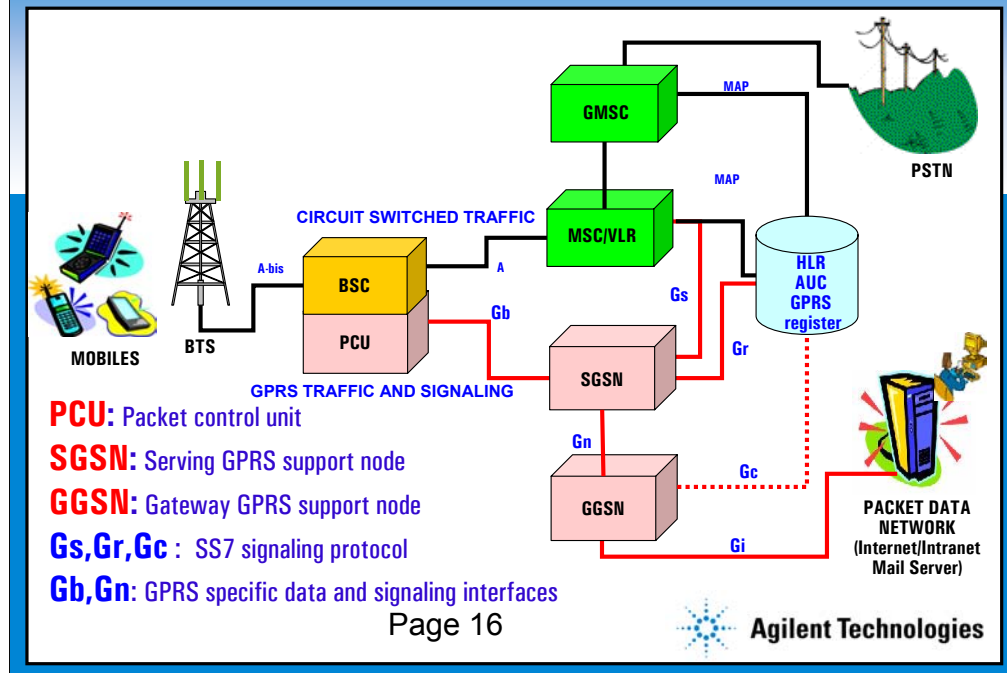 GMSC
MAP
PSTN
MAP
CIRCUIT SWITCHED TRAFFIC
MSC/VLR
A-bis
BSC
A
HLR
AUC
GPRS
register
Gs
Gb
PCU
Gr
MOBILES
BTS
SGSN
GPRS TRAFFIC AND SIGNALING
PCU: Packet control unit
Gn
SGSN: Serving GPRS support node
Gc
GGSN: Gateway GPRS support node
GGSN
PACKET DATA
NETWORK
(Internet/Intranet
Mail Server)
Gi
Gs,Gr,Gc : SS7 signaling protocol
Gb,Gn: GPRS specific data and signaling interfaces
Page 16
Agilent Technologies